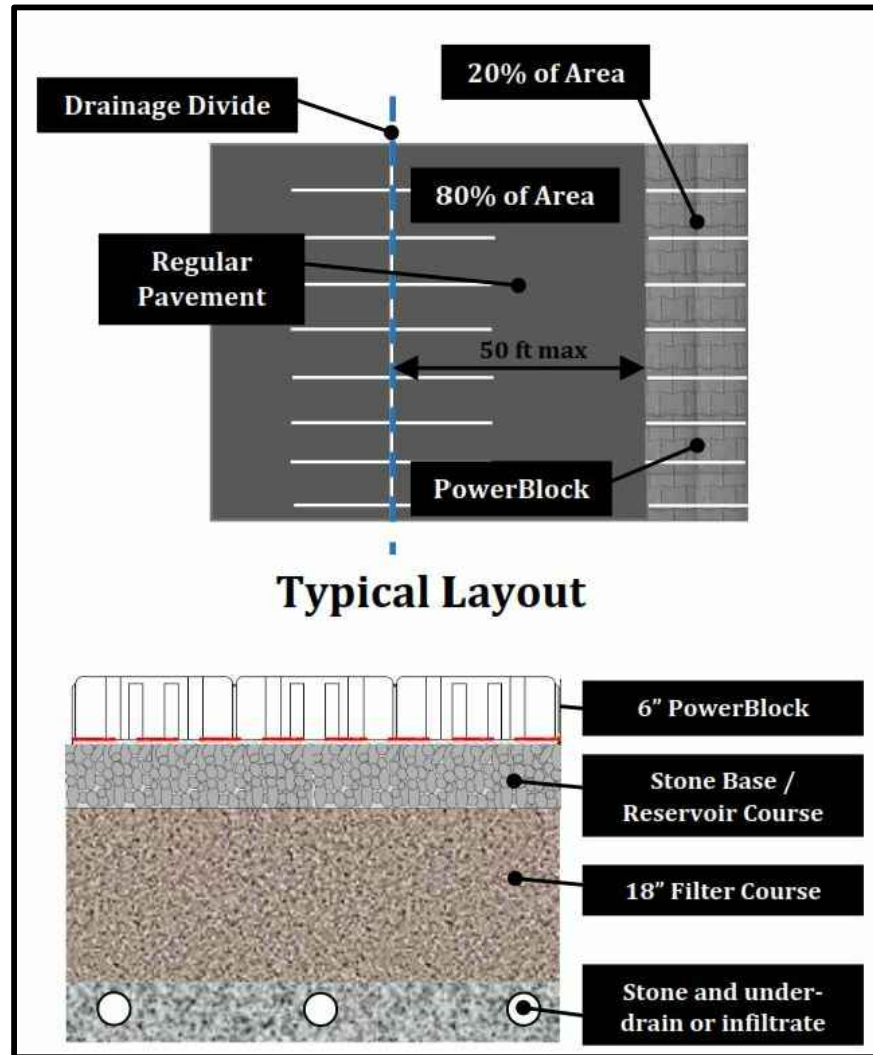 20% of Area
Drainage Divide
80% of Area
Regular
Pavement
50 ft max
PowerBlock
Typical Layout
6” PowerBlock
Stone Base /
Reservoir Course
18” Filter Course
Stone and under-
drain or infiltrate